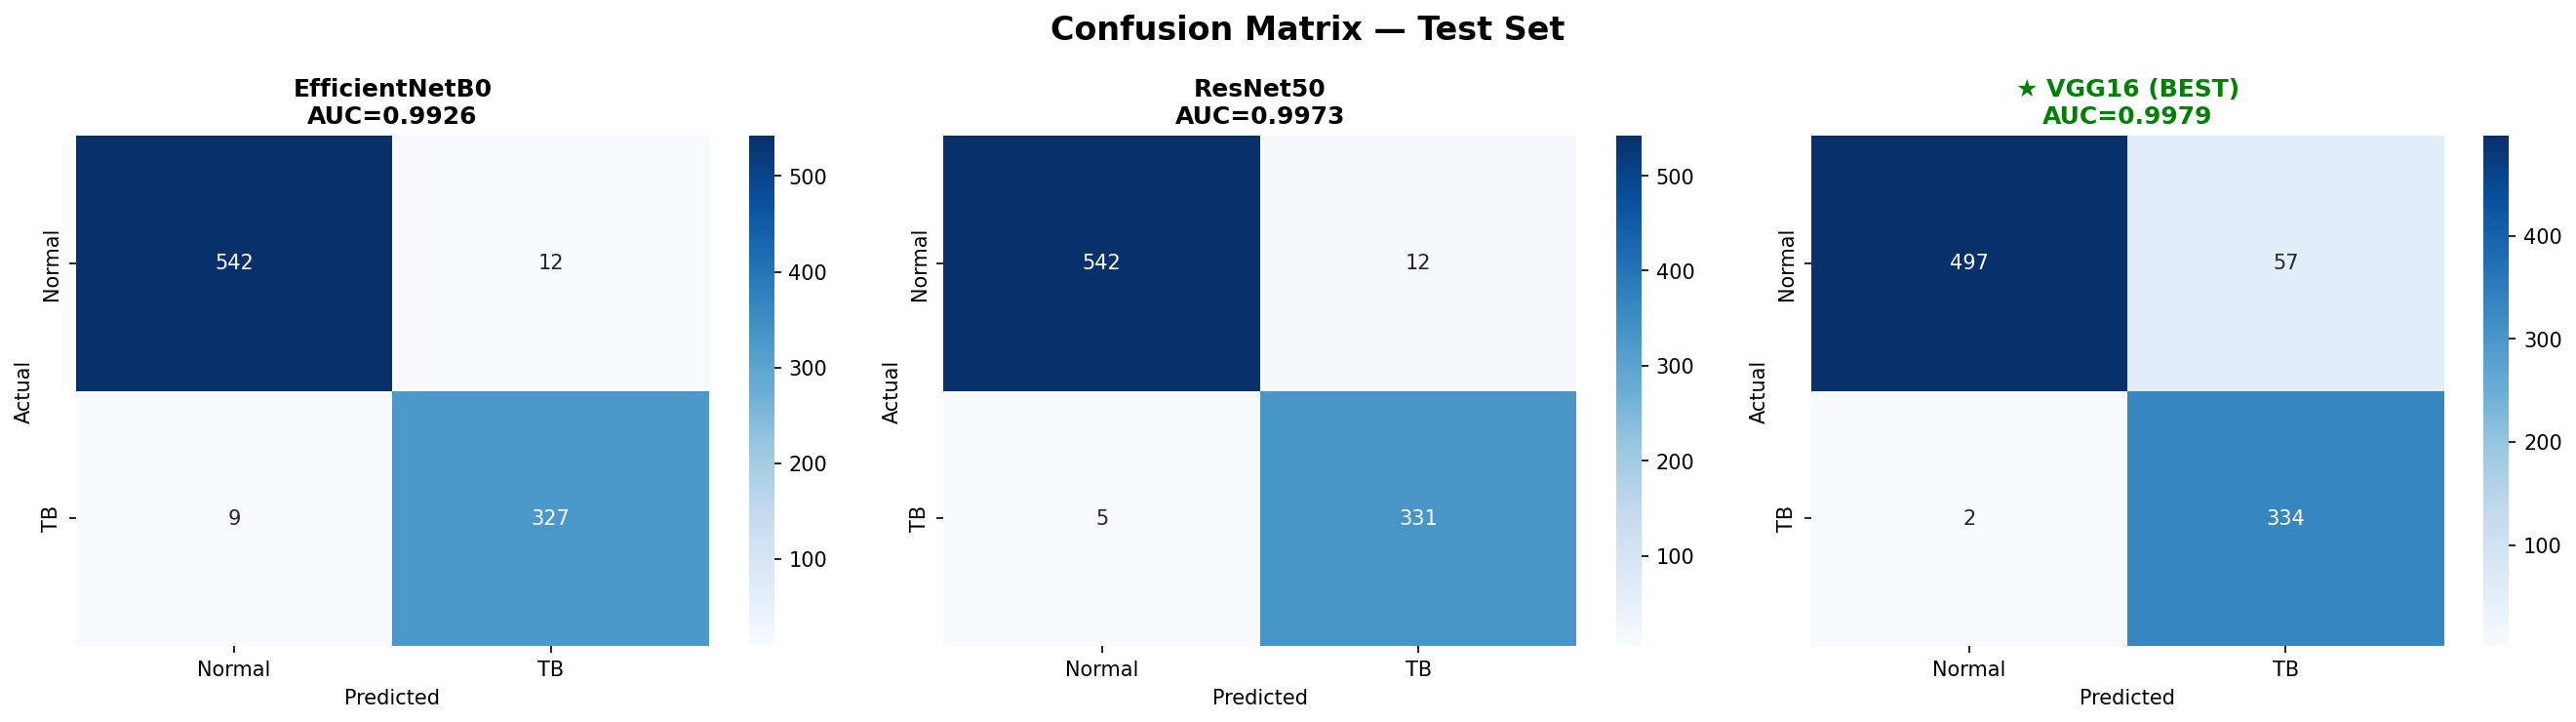 Confusion Matrix — Test Set
EfficientNetB0
AUC=0.9926
Actual
Normal
TB
542
12
9
327
Normal
TB
Predicted
500
400
300
200
100
ResNet50
AUC=0.9973
Actual
Normal
TB
542
12
5
331
Normal
TB
Predicted
500
400
300
200
100
★ VGG16 (BEST)
AUC=0.9979
Actual
Normal
TB
497
57
2
334
Normal
TB
Predicted
400
300
200
100